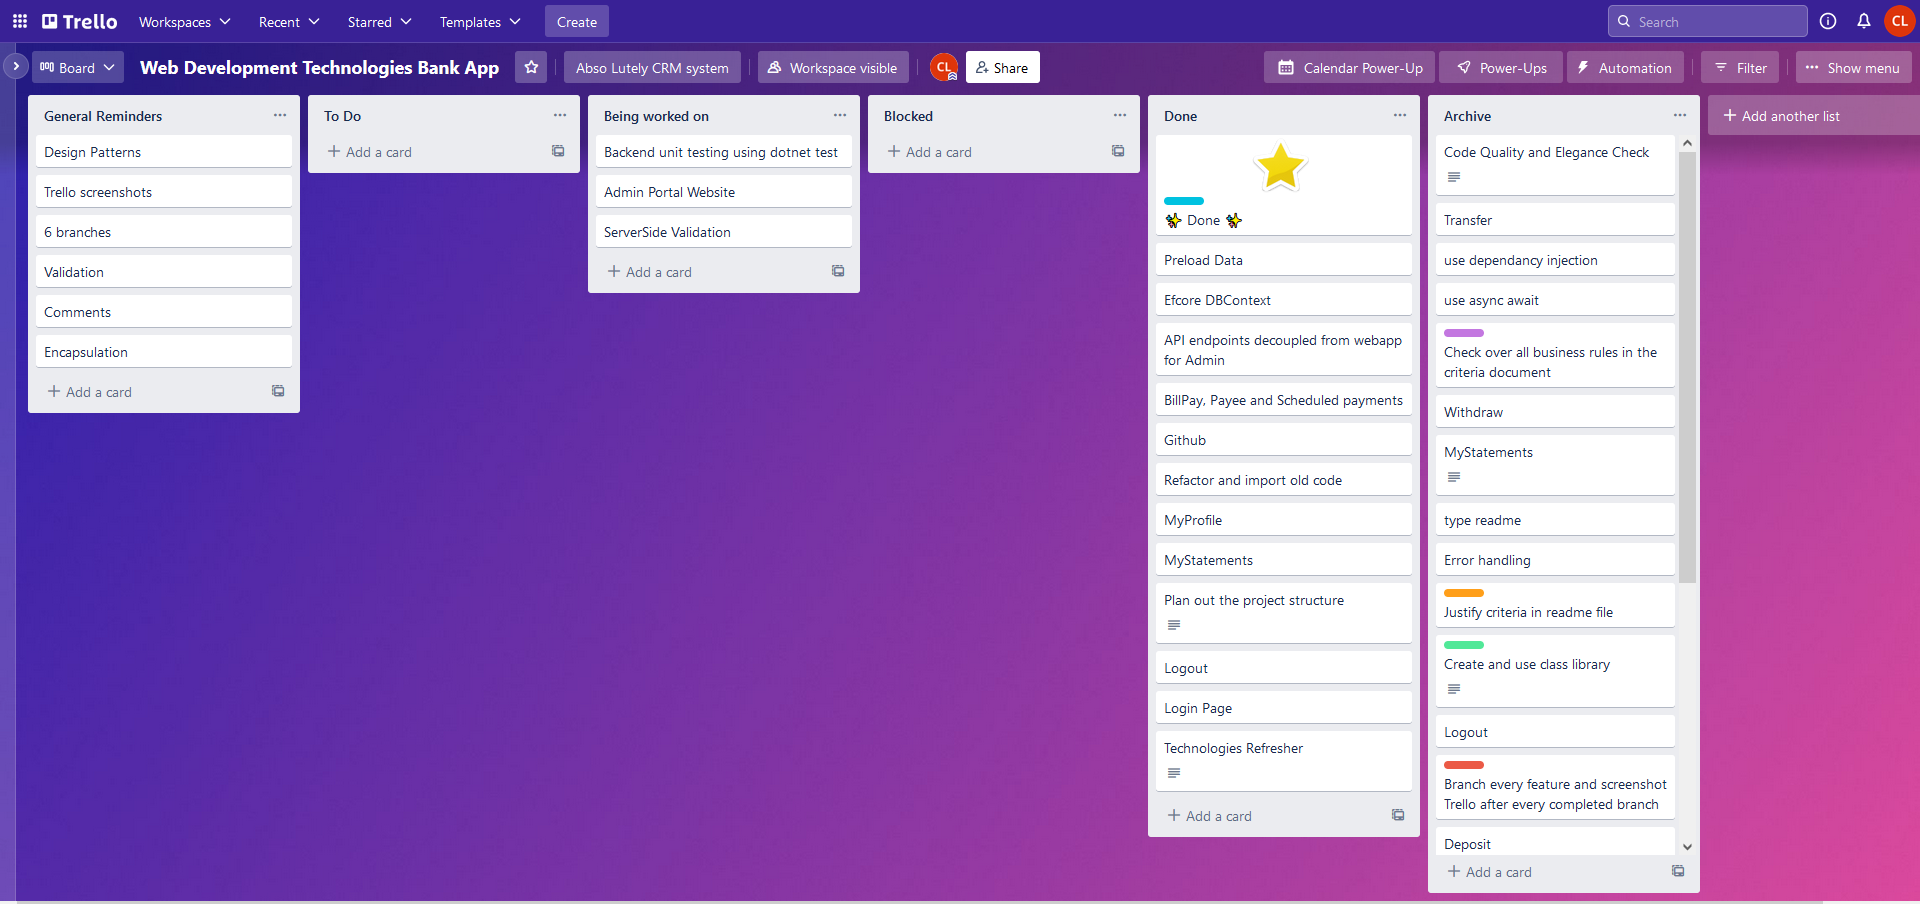 Trello
Workspaces
Recent
Starred
Templates
Create
Search
CL
Board
Web Development Technologies Bank App
Abso Lutely CRM system
Workspace visible
CL
Share
Calendar Power-Up
Power-Ups
Automation
Filter
Show menu
General Reminders
Design Patterns
Trello screenshots
6 branches
Validation
Comments
Encapsulation
Add a card
To Do
Add a card
Being worked on
Backend unit testing using dotnet test
Admin Portal Website
ServerSide Validation
Add a card
Blocked
Add a card
Done
✨ Done ✨
Preload Data
Efcore DBContext
API endpoints decoupled from webapp
for Admin
BillPay, Payee and Scheduled payments
Github
Refactor and import old code
MyProfile
MyStatements
Plan out the project structure
Logout
Login Page
Technologies Refresher
Add a card
Archive
Code Quality and Elegance Check
Transfer
use dependancy injection
use async await
Check over all business rules in the
criteria document
Withdraw
MyStatements
type readme
Error handling
Justify criteria in readme file
Create and use class library
Logout
Branch every feature and screenshot
Trello after every completed branch
Deposit
Add a card
Add another list